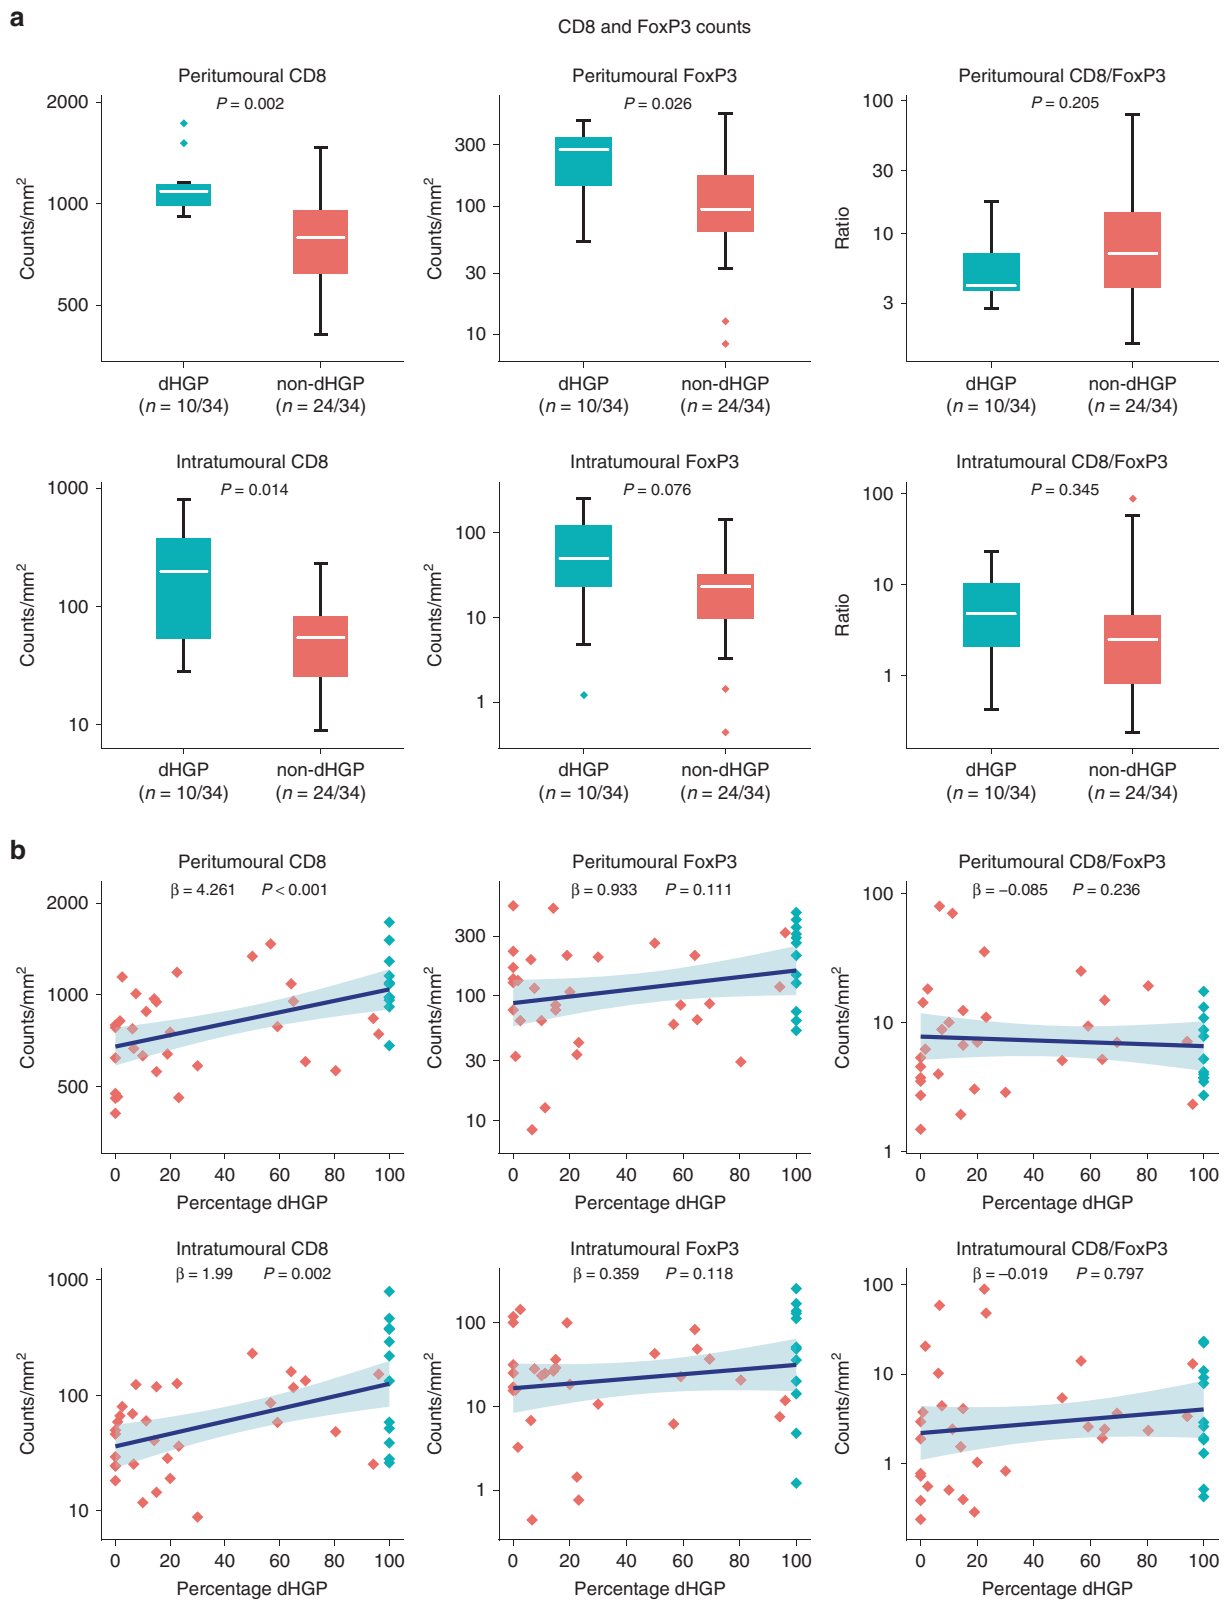 a
CD8 and FoxP3 counts
Peritumoural CD8
P = 0.002
2000
1000
500
Counts/mm2
dHGP
(n = 10/34)
non-dHGP
(n = 24/34)
Peritumoural FoxP3
P = 0.026
300
100
30
10
Counts/mm2
dHGP
(n = 10/34)
non-dHGP
(n = 24/34)
Peritumoural CD8/FoxP3
P = 0.205
100
30
10
3
Ratio
dHGP
(n = 10/34)
non-dHGP
(n = 24/34)
Intratumoural CD8
P = 0.014
1000
100
10
Counts/mm2
dHGP
(n = 10/34)
non-dHGP
(n = 24/34)
Intratumoural FoxP3
P = 0.076
100
10
1
Counts/mm2
dHGP
(n = 10/34)
non-dHGP
(n = 24/34)
Intratumoural CD8/FoxP3
P = 0.345
100
10
1
Ratio
dHGP
(n = 10/34)
non-dHGP
(n = 24/34)
b
Peritumoural CD8
β = 4.261 P < 0.001
2000
1000
500
Counts/mm2
0 20 40 60 80 100
Percentage dHGP
Peritumoural FoxP3
β = 0.933 P = 0.111
300
100
30
10
Counts/mm2
0 20 40 60 80 100
Percentage dHGP
Peritumoural CD8/FoxP3
β = –0.085 P = 0.236
100
10
1
Counts/mm2
0 20 40 60 80 100
Percentage dHGP
Intratumoural CD8
β = 1.99 P = 0.002
1000
100
10
Counts/mm2
0 20 40 60 80 100
Percentage dHGP
Intratumoural FoxP3
β = 0.359 P = 0.118
100
10
1
Counts/mm2
0 20 40 60 80 100
Percentage dHGP
Intratumoural CD8/FoxP3
β = –0.019 P = 0.797
100
10
1
Counts/mm2
0 20 40 60 80 100
Percentage dHGP